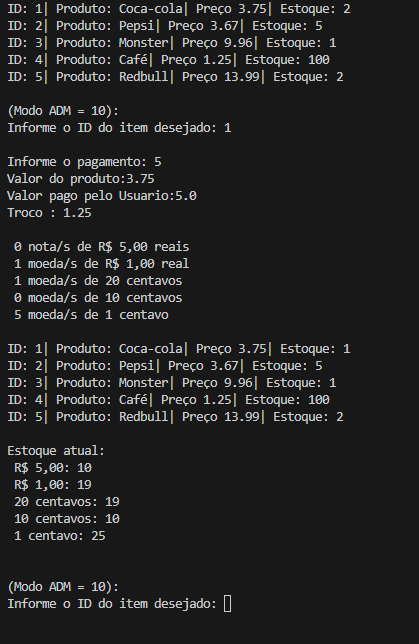 ID: 1| Produto: Coca-cola| Preço 3.75| Estoque: 2
ID: 2| Produto: Pepsi| Preço 3.67| Estoque: 5
ID: 3| Produto: Monster| Preço 9.96| Estoque: 1
ID: 4| Produto: Café| Preço 1.25| Estoque: 100
ID: 5| Produto: Redbull| Preço 13.99| Estoque: 2
(Modo ADM = 10):
Informe o ID do item desejado: 1
Informe o pagamento: 5
Valor do produto:3.75
Valor pago pelo Usuario:5.0
Troco : 1.25
0 nota/s de R$ 5,00 reais
1 moeda/s de R$ 1,00 real
1 moeda/s de 20 centavos
0 moeda/s de 10 centavos
5 moeda/s de 1 centavo
ID: 1| Produto: Coca-cola| Preço 3.75| Estoque: 1
ID: 2| Produto: Pepsi| Preço 3.67| Estoque: 5
ID: 3| Produto: Monster| Preço 9.96| Estoque: 1
ID: 4| Produto: Café| Preço 1.25| Estoque: 100
ID: 5| Produto: Redbull| Preço 13.99| Estoque: 2
Estoque atual:
R$ 5,00: 10
R$ 1,00: 19
20 centavos: 19
10 centavos: 10
1 centavo: 25
(Modo ADM = 10):
Informe o ID do item desejado: